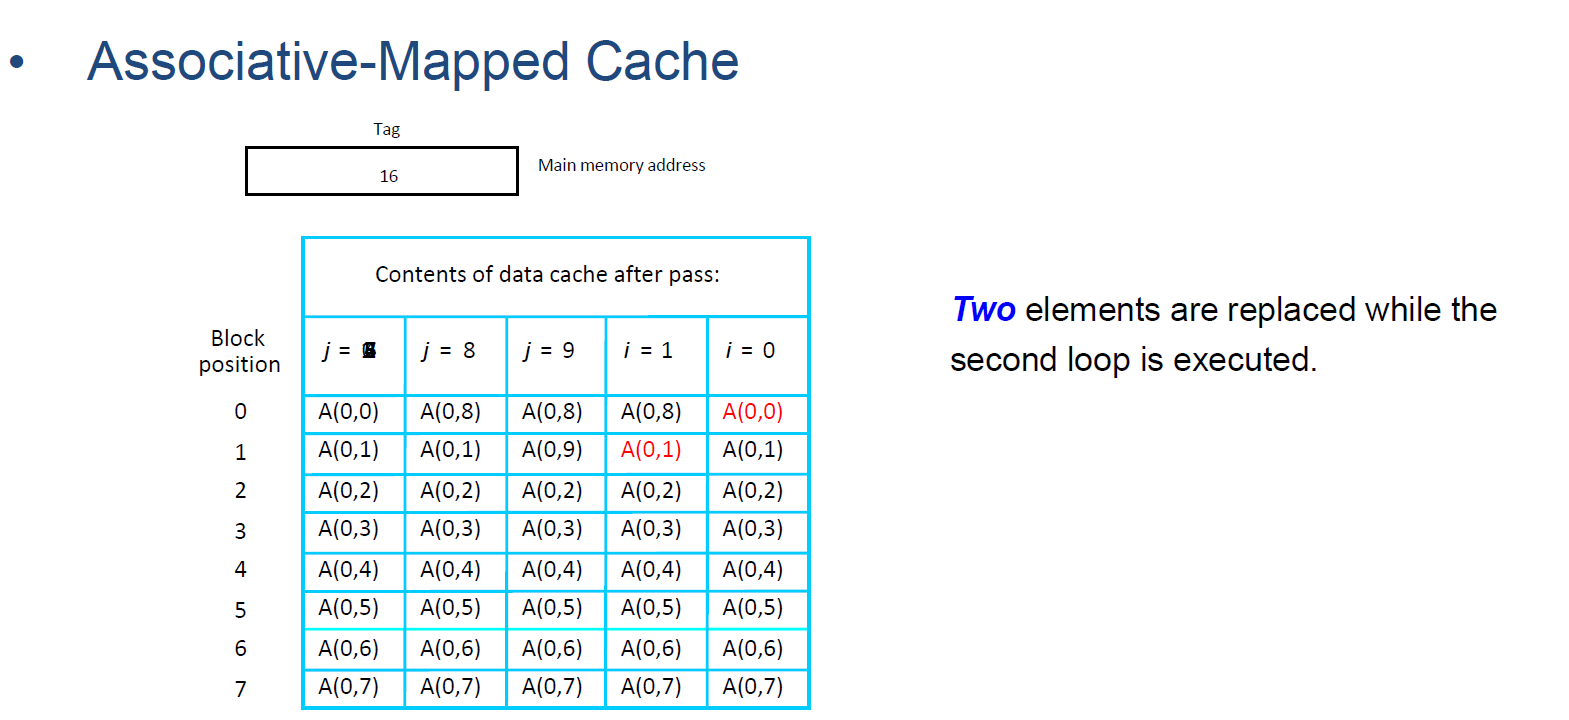 • Associative-Mapped Cache
Tag
16
Main memory address
Contents of data cache after pass:
Block
position
j =
j = 8
j = 9
i = 1
i = 0
0 A(0,0) A(0,8) A(0,8) A(0,8) A(0,0)
1 A(0,1) A(0,1) A(0,9) A(0,1) A(0,1)
2 A(0,2) A(0,2) A(0,2) A(0,2) A(0,2)
3 A(0,3) A(0,3) A(0,3) A(0,3) A(0,3)
4 A(0,4) A(0,4) A(0,4) A(0,4) A(0,4)
5 A(0,5) A(0,5) A(0,5) A(0,5) A(0,5)
6 A(0,6) A(0,6) A(0,6) A(0,6) A(0,6)
7 A(0,7) A(0,7) A(0,7) A(0,7) A(0,7)
Two elements are replaced while the
second loop is executed.